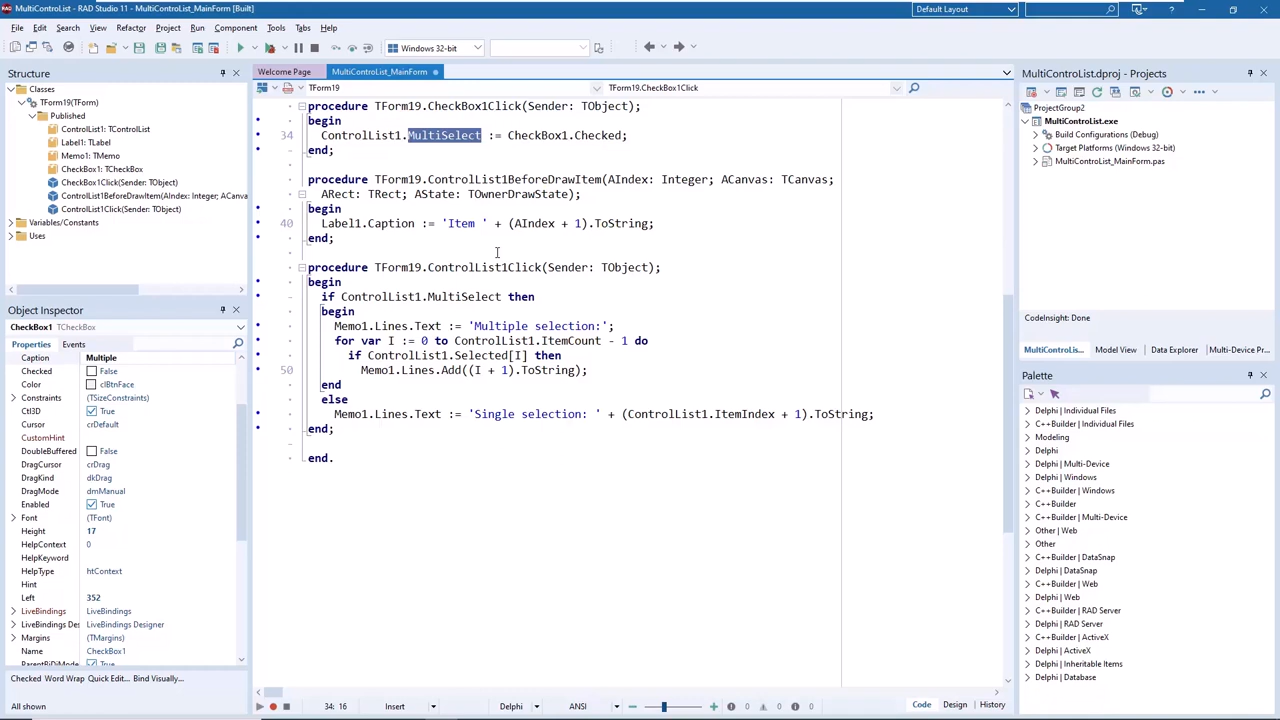 MultiControList - RAD Studio 11 - MultiControList_MainForm [Built]
Default Layout
File Edit Search View Refactor Project Run Component Tools Tabs Help
Windows 32-bit
Structure
Classes
TForm19(TForm)
Published
ControlList1: TControlList
Label1: TLabel
Memo1: TMemo
CheckBox1: TCheckBox
CheckBox1Click(Sender: TObject)
ControlList1BeforeDrawItem(AIndex: Integer; ACanva
ControlList1Click(Sender: TObject)
Variables/Constants
Uses
Object Inspector
CheckBox1 TCheckBox
Properties Events
Caption Multiple
Checked False
Color clBtnFace
Constraints (TSizeConstraints)
Ctl3D True
Cursor crDefault
CustomHint
DoubleBuffered False
DragCursor crDrag
DragKind dkDrag
DragMode dmManual
Enabled True
Font (TFont)
Height 17
HelpContext 0
HelpKeyword
HelpType htContext
Hint
Left 352
LiveBindings LiveBindings
LiveBindings Des LiveBindings Designer
Margins (TMargins)
Name CheckBox1
ParentBiDiMode True
Checked Word Wrap Quick Edit... Bind Visually...
All shown
Welcome Page MultiControList_MainForm
TForm19 TForm19.CheckBox1Click
procedure TForm19.CheckBox1Click(Sender: TObject);
begin
34 ControlList1.MultiSelect := CheckBox1.Checked;
end;
procedure TForm19.ControlList1BeforeDrawItem(AIndex: Integer; ACanvas: TCanvas;
ARect: TRect; AState: TOwnerDrawState);
begin
40 Label1.Caption := 'Item ' + (AIndex + 1).ToString;
end;
procedure TForm19.ControlList1Click(Sender: TObject);
begin
if ControlList1.MultiSelect then
begin
Memo1.Lines.Text := 'Multiple selection:';
for var I := 0 to ControlList1.ItemCount - 1 do
if ControlList1.Selected[I] then
50 Memo1.Lines.Add((I + 1).ToString);
end
else
Memo1.Lines.Text := 'Single selection: ' + (ControlList1.ItemIndex + 1).ToString;
end;
end.
34: 16 Insert Delphi ANSI 0 0 0 Code Design History
MultiControList.dproj - Projects
ProjectGroup2
MultiControList.exe
Build Configurations (Debug)
Target Platforms (Windows 32-bit)
MultiControList_MainForm.pas
CodeInsight: Done
MultiControLis... Model View Data Explorer Multi-Device Pr...
Palette
Delphi | Individual Files
C++Builder | Individual Files
Modeling
Delphi
Delphi | Multi-Device
Delphi | Windows
C++Builder | Windows
C++Builder
C++Builder | Multi-Device
Other | Web
Other
C++Builder | DataSnap
Delphi | DataSnap
C++Builder | Web
Delphi | Web
C++Builder | RAD Server
Delphi | RAD Server
C++Builder | ActiveX
Delphi | ActiveX
Delphi | Inheritable Items
Delphi | Database